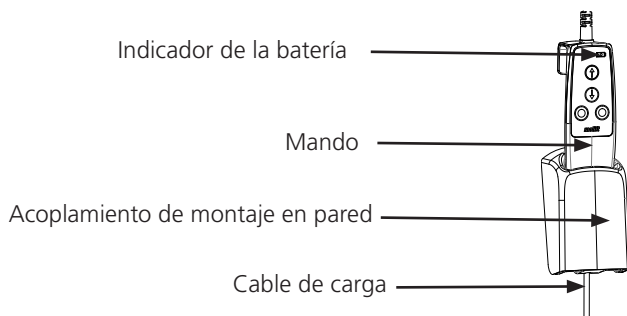 Indicador de la batería
Mando
Acoplamiento de montaje en pared
Cable de carga